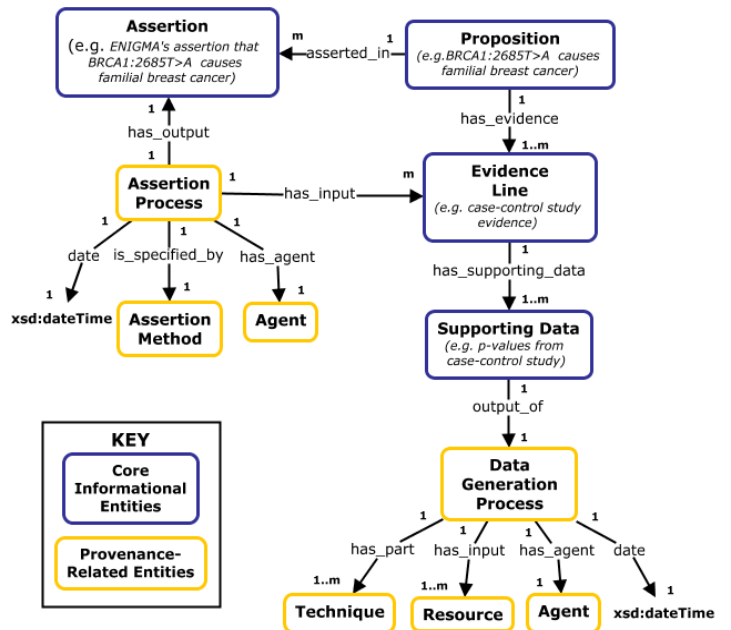 Assertion
(e.g. ENIGMA's assertion that
BRCA1:2685T>A causes
familial breast cancer)
m
asserted_in
1
Proposition
(e.g.BRCA1:2685T>A causes
familial breast cancer)
1
has_output
1
1
has_evidence
1..m
Assertion
Process
1
has_input
m
Evidence
Line
(e.g. case-control study
evidence)
1
date
1
1
is_specified_by
1
1
has_agent
1
xsd:dateTime
Assertion
Method
Agent
1
has_supporting_data
1..m
Supporting Data
(e.g. p-values from
case-control study)
1
output_of
1
KEY
Core
Informational
Entities
Provenance-
Related Entities
Data
Generation
Process
1
has_part
1..m
1
has_input
1..m
1
has_agent
1
1
date
1
Technique
Resource
Agent
xsd:dateTime